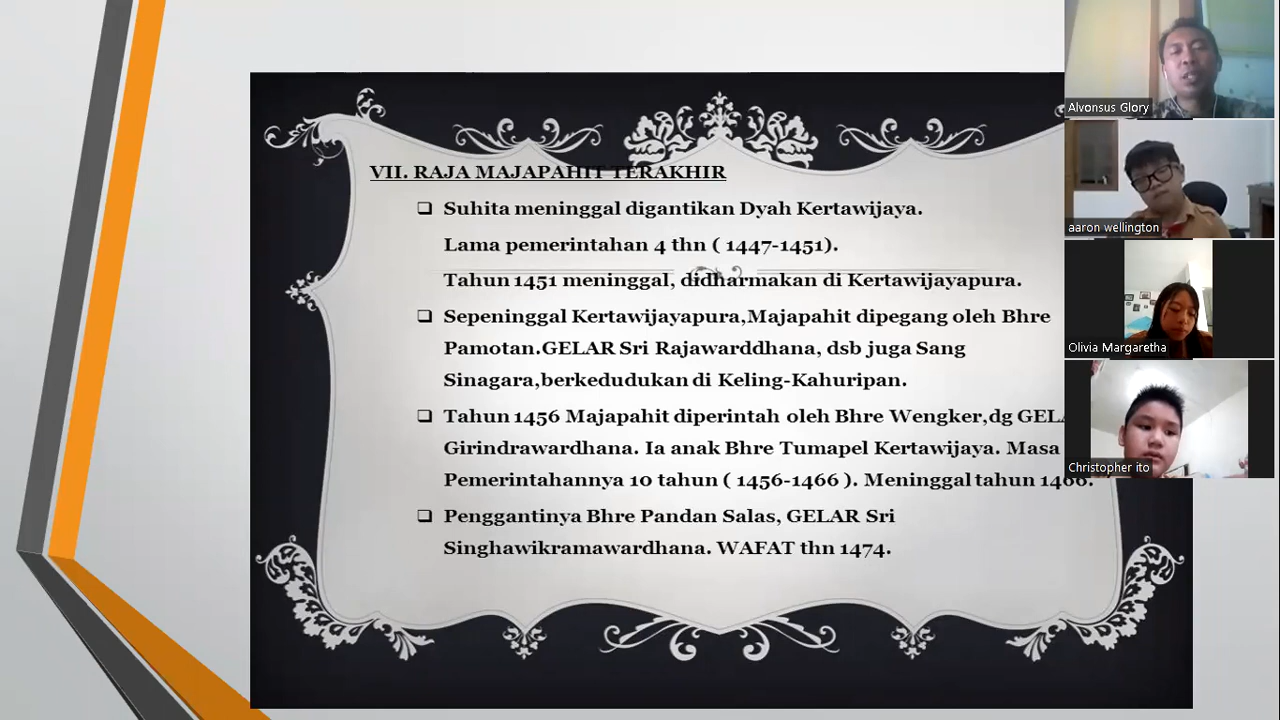 VII. RAJA MAJAPAHIT TERAKHIR
❑ Suhita meninggal digantikan Dyah Kertawijaya.
Lama pemerintahan 4 thn ( 1447-1451).
Tahun 1451 meninggal, didharmakan di Kertawijayapura.
❑ Sepeninggal Kertawijayapura,Majapahit dipegang oleh Bhre
Pamotan.GELAR Sri Rajawarddhana, dsb juga Sang
Sinagara,berkedudukan di Keling-Kahuripan.
❑ Tahun 1456 Majapahit diperintah oleh Bhre Wengker,dg
Girindrawardhana. Ia anak Bhre Tumapel Kertawijaya. Masa
Pemerintahannya 10 tahun ( 1456-1466 ). Meninggal tahun 1466.
❑ Penggantinya Bhre Pandan Salas, GELAR Sri
Singhawikramawardhana. WAFAT thn 1474.
Alvonsus Glory
aaron wellington
Olivia Margaretha
Christopher ito